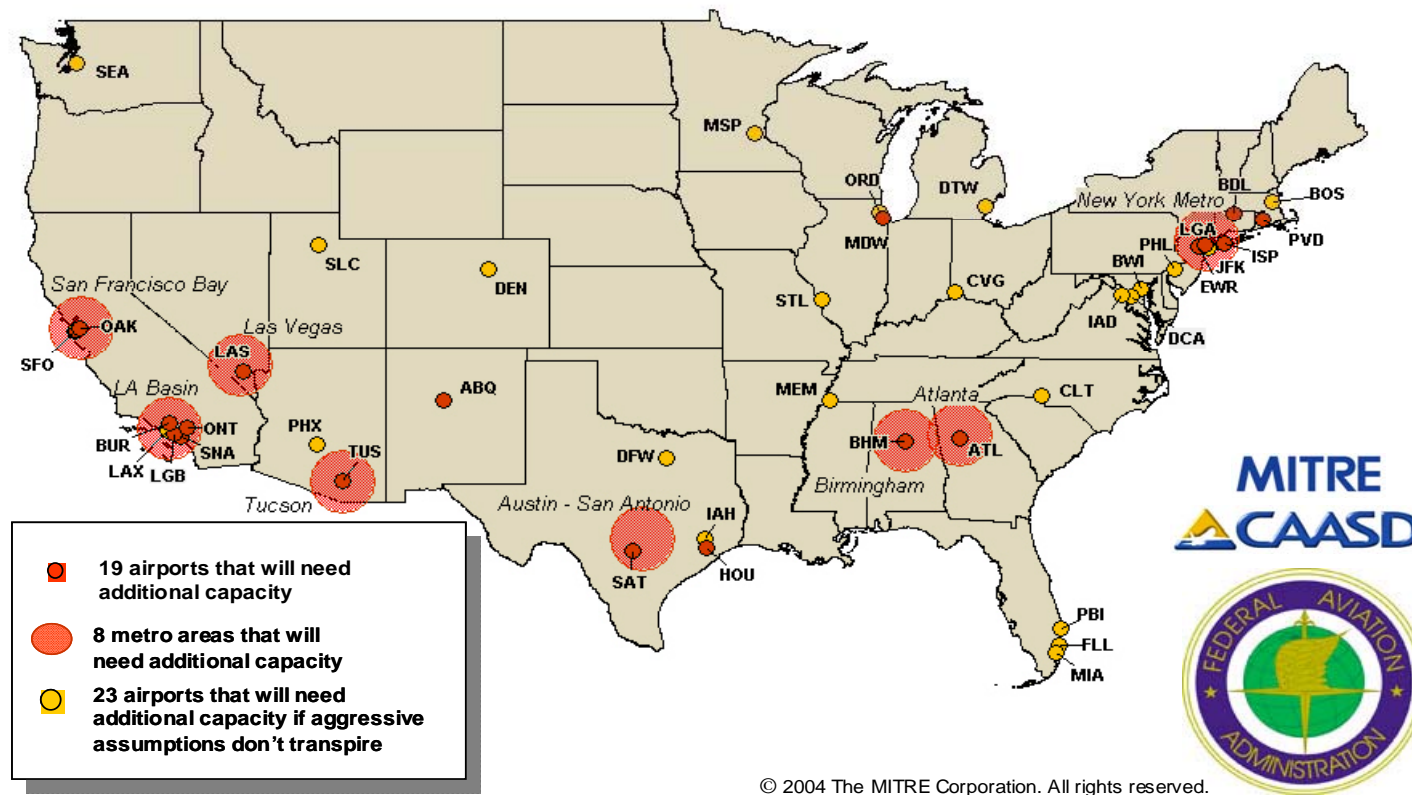 SEA
MSP
ORD
DTW
MDW
New York Metro
BDL
BOS
LGA
PVD
PHL
ISP
JFK
BWI
EWR
IAD
DCA
SLC
DEN
STL
CVG
San Francisco Bay
OAK
SFO
Las Vegas
LAS
LA Basin
BUR
ONT
SNA
LAX
LGB
PHX
TUS
Tucson
ABQ
MEM
CLT
Atlanta
BHM
ATL
Birmingham
DFW
Austin - San Antonio
IAH
SAT
HOU
PBI
FLL
MIA
19 airports that will need
additional capacity
8 metro areas that will
need additional capacity
23 airports that will need
additional capacity if aggressive
assumptions don't transpire
MITRE
CAASD
FEDERAL AVIATION
ADMINISTRATION
© 2004 The MITRE Corporation. All rights reserved.